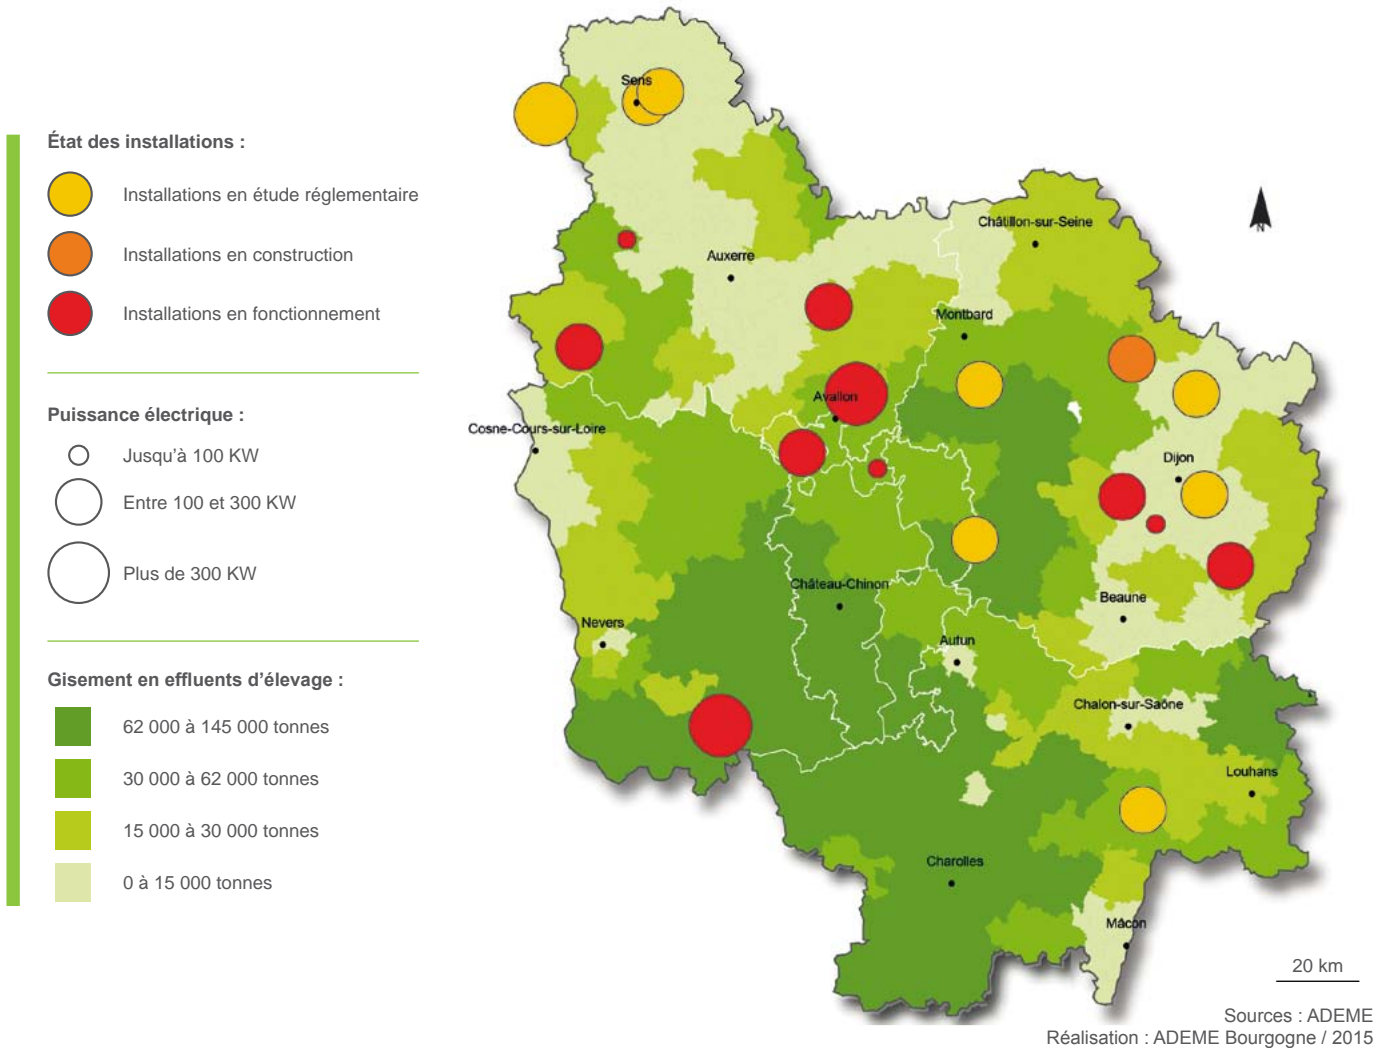 État des installations :
Installations en étude réglementaire
Installations en construction
Installations en fonctionnement
Puissance électrique :
Jusqu'à 100 KW
Entre 100 et 300 KW
Plus de 300 KW
Gisement en effluents d'élevage :
62 000 à 145 000 tonnes
30 000 à 62 000 tonnes
15 000 à 30 000 tonnes
0 à 15 000 tonnes
Sens
N
Châtillon-sur-Seine
Auxerre
Montbard
Avallon
Cosne-Cours-sur-Loire
Dijon
Château-Chinon
Beaune
Nevers
Autun
Chalon-sur-Saône
Louhans
Charolles
Mâcon
20 km
Sources : ADEME
Réalisation : ADEME Bourgogne / 2015